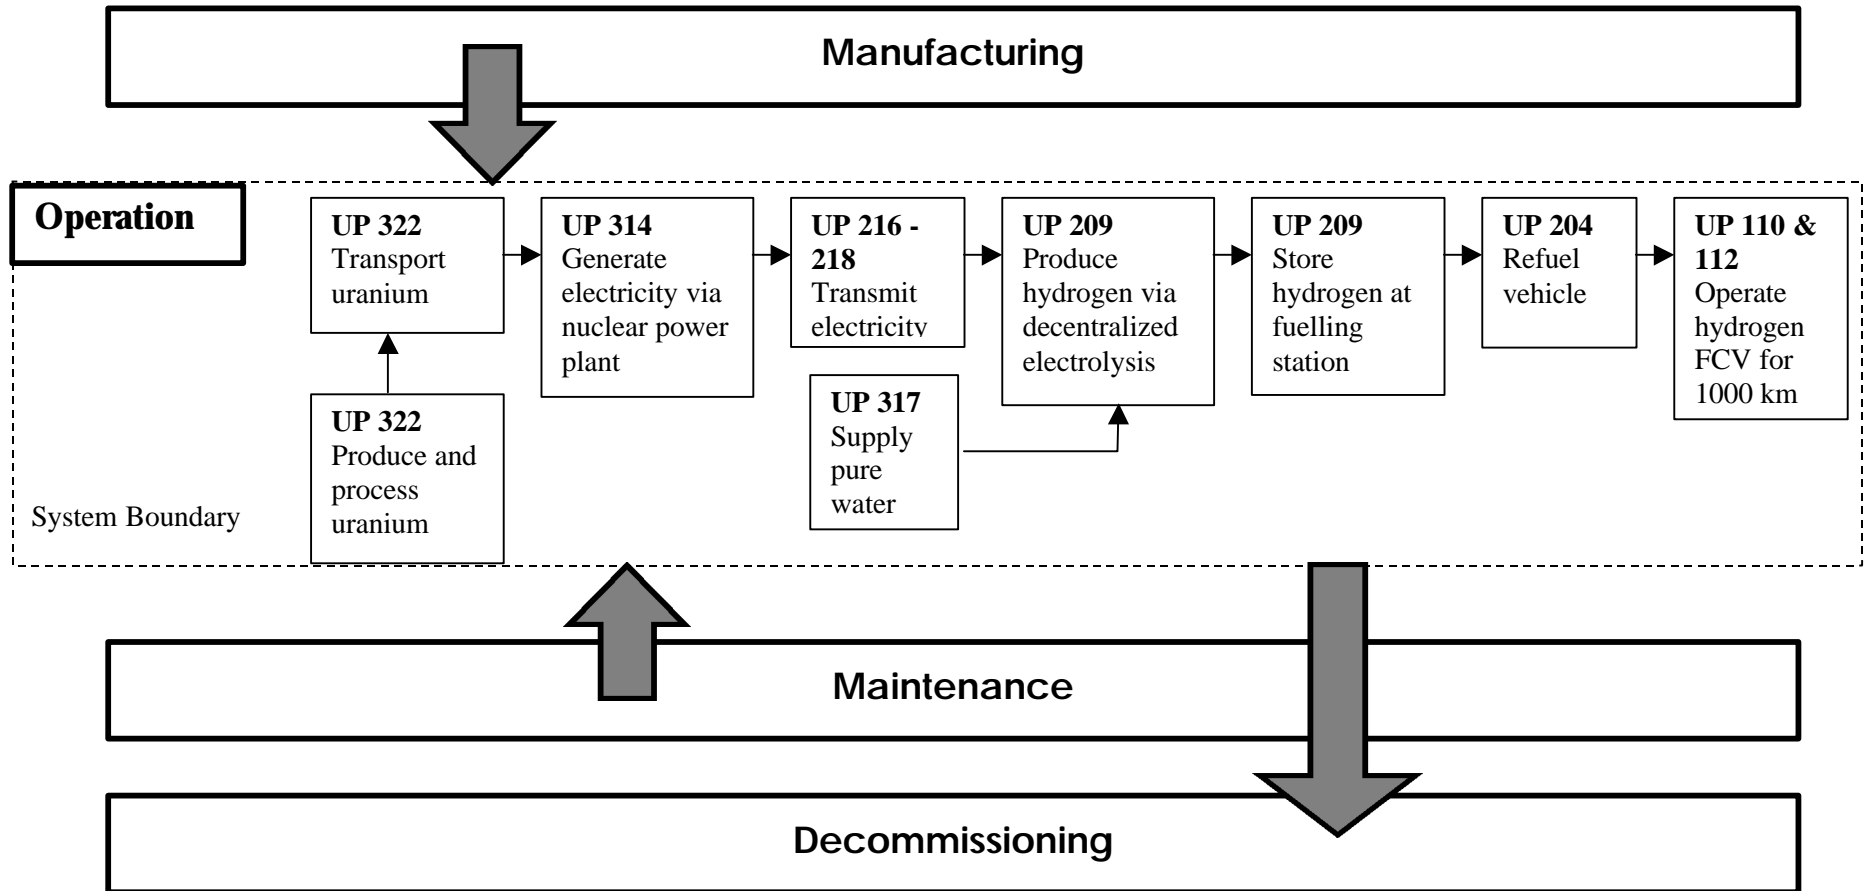 Manufacturing
Operation
UP 322
Transport
uranium
UP 314
Generate
electricity via
nuclear power
plant
UP 216 -
218
Transmit
electricity
UP 209
Produce
hydrogen via
decentralized
electrolysis
UP 209
Store
hydrogen at
fuelling
station
UP 204
Refuel
vehicle
UP 110 &
112
Operate
hydrogen
FCV for
1000 km
UP 322
Produce and
process
uranium
UP 317
Supply
pure
water
System Boundary
Maintenance
Decommissioning